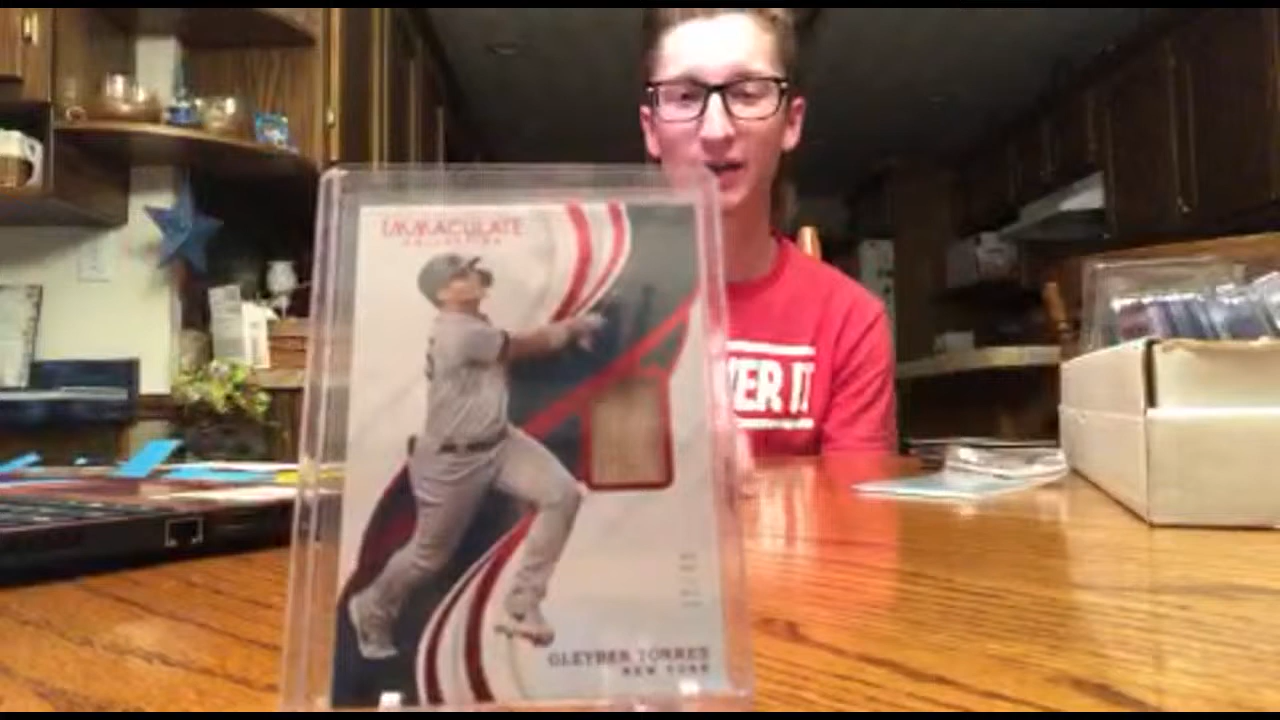 IMMACULATE
COLLECTION
GLEYBER TORRES
NEW YORK
VER IT